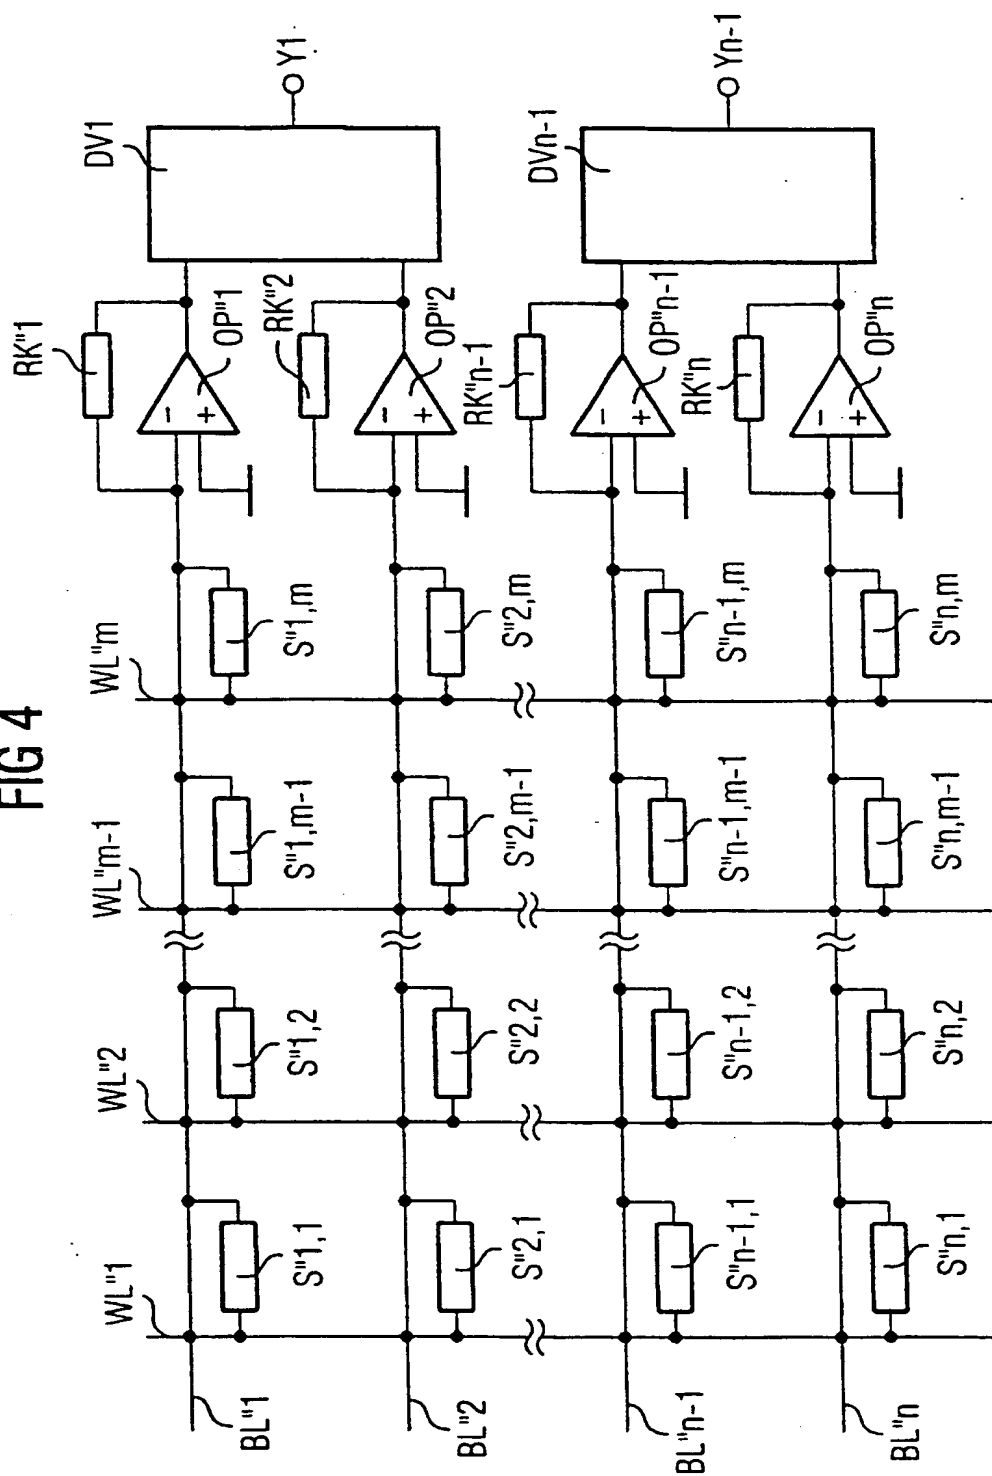 FIG 4
DV1
Y1
DVn-1
Yn-1
RK"1
OP"1
RK"2
OP"2
RK"n-1
OP"n-1
RK"n
OP"n
-
+
-
+
-
+
-
+
WL"m
S"1,m
S"2,m
S"n-1,m
S"n,m
WL"m-1
S"1,m-1
S"2,m-1
S"n-1,m-1
S"n,m-1
WL"2
S"1,2
S"2,2
S"n-1,2
S"n,2
WL"1
S"1,1
S"2,1
S"n-1,1
S"n,1
BL"1
BL"2
BL"n-1
BL"n